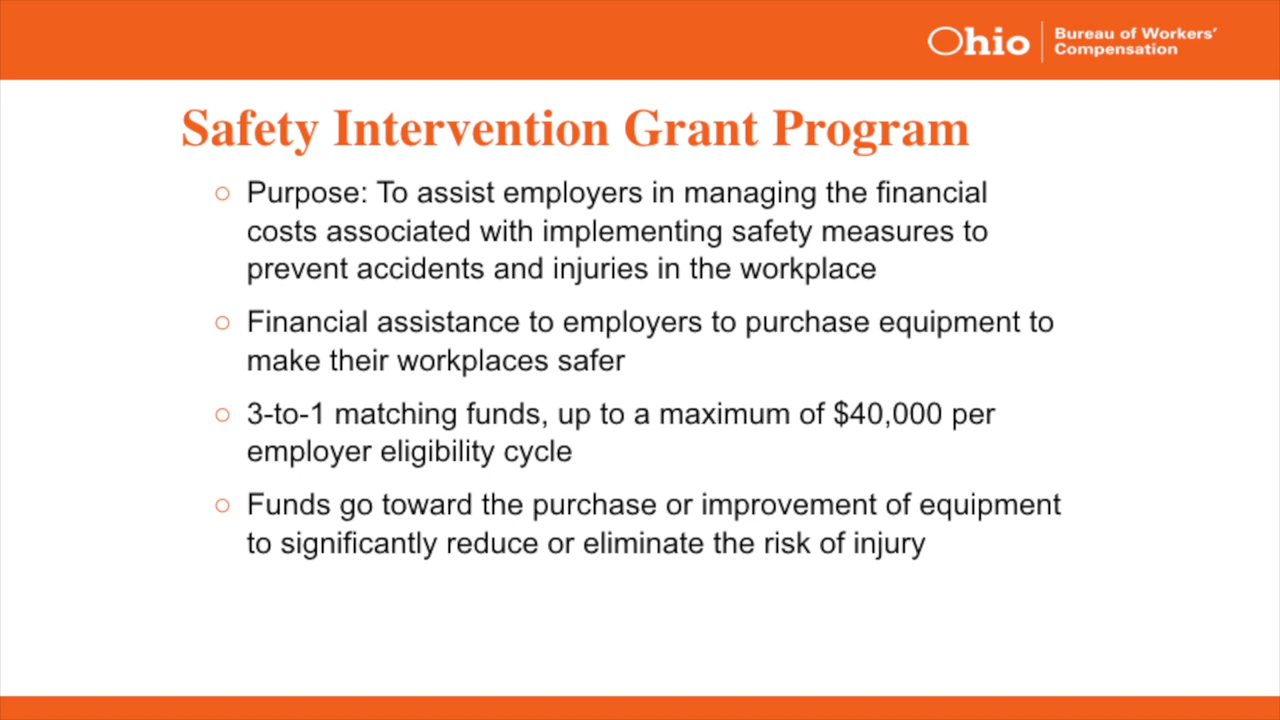 Ohio
Bureau of Workers’
Compensation
Safety Intervention Grant Program
Purpose: To assist employers in managing the financial
costs associated with implementing safety measures to
prevent accidents and injuries in the workplace
Financial assistance to employers to purchase equipment to
make their workplaces safer
3-to-1 matching funds, up to a maximum of $40,000 per
employer eligibility cycle
Funds go toward the purchase or improvement of equipment
to significantly reduce or eliminate the risk of injury